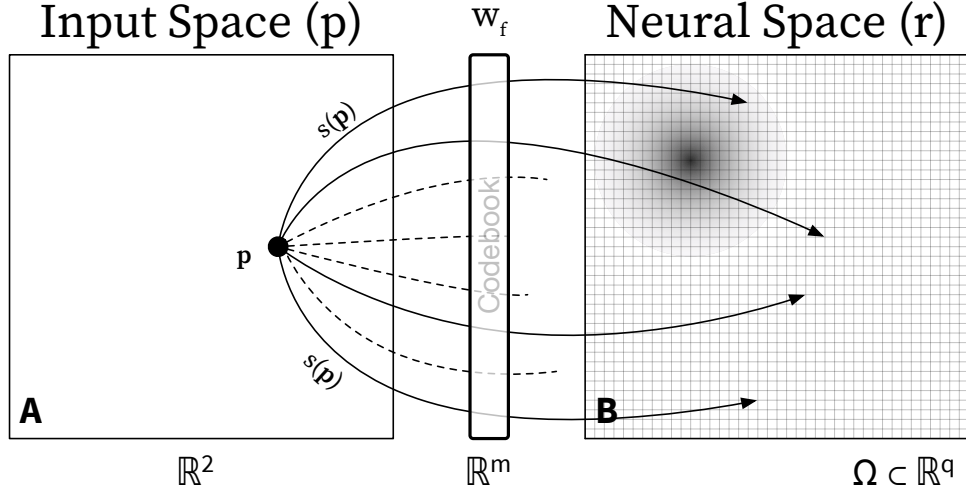 Input Space (p)
w_f
Neural Space (r)
s(p)
p
Codebook
s(p)
A
B
ℝ²
ℝᵐ
Ω ⊂ ℝ^q